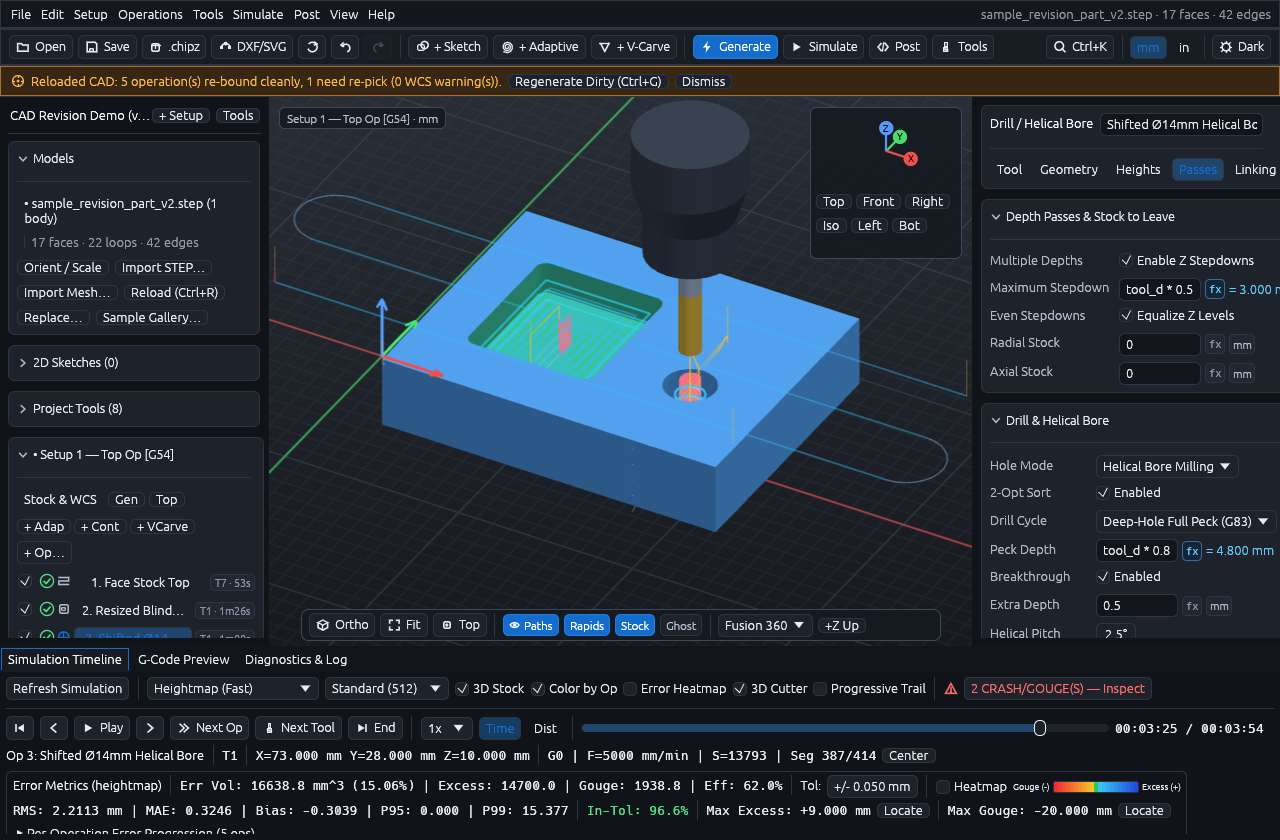 File Edit Setup Operations Tools Simulate Post View Help
sample_revision_part_v2.step · 17 faces · 42 edges
Open Save .chipz DXF/SVG + Sketch + Adaptive + V-Carve Generate Simulate Post Tools Ctrl+K mm in Dark
Reloaded CAD: 5 operation(s) re-bound cleanly, 1 need re-pick (0 WCS warning(s)). Regenerate Dirty (Ctrl+G) Dismiss
CAD Revision Demo (v... + Setup Tools
Models
• sample_revision_part_v2.step (1 body)
17 faces · 22 loops · 42 edges
Orient / Scale Import STEP...
Import Mesh... Reload (Ctrl+R)
Replace... Sample Gallery...
2D Sketches (0)
Project Tools (8)
• Setup 1 — Top Op [G54]
Stock & WCS Gen Top
+ Adap + Cont + VCarve
+ Op...
1. Face Stock Top T7 · 53s
2. Resized Blind... T1 · 1m26s
Setup 1 — Top Op [G54] · mm
Z Y X
Top Front Right
Iso Left Bot
Ortho Fit Top Paths Rapids Stock Ghost Fusion 360 +Z Up
Drill / Helical Bore Shifted Ø14mm Helical Bc
Tool Geometry Heights Passes Linking
Depth Passes & Stock to Leave
Multiple Depths Enable Z Stepdowns
Maximum Stepdown tool_d * 0.5 fx = 3.000
Even Stepdowns Equalize Z Levels
Radial Stock 0 fx mm
Axial Stock 0 fx mm
Drill & Helical Bore
Hole Mode Helical Bore Milling
2-Opt Sort Enabled
Drill Cycle Deep-Hole Full Peck (G83)
Peck Depth tool_d * 0.8 fx = 4.800 mm
Breakthrough Enabled
Extra Depth 0.5 fx mm
Helical Pitch 2.5°
Simulation Timeline G-Code Preview Diagnostics & Log
Refresh Simulation Heightmap (Fast) Standard (512) 3D Stock Color by Op Error Heatmap 3D Cutter Progressive Trail 2 CRASH/GOUGE(S) — Inspect
Play Next Op Next Tool End 1x Time Dist 00:03:25 / 00:03:54
Op 3: Shifted Ø14mm Helical Bore T1 X=73.000 mm Y=28.000 mm Z=10.000 mm G0 | F=5000 mm/min | S=13793 | Seg 387/414 Center
Error Metrics (heightmap) Err Vol: 16638.8 mm^3 (15.06%) | Excess: 14700.0 | Gouge: 1938.8 | Eff: 62.0% Tol: +/- 0.050 mm Heatmap Gouge (-) Excess (+)
RMS: 2.2113 mm | MAE: 0.3246 | Bias: -0.3039 | P95: 0.000 | P99: 15.377 In-Tol: 96.6% Max Excess: +9.000 mm Locate Max Gouge: -20.000 mm Locate
Per-Operation Error Progression (5 ops)